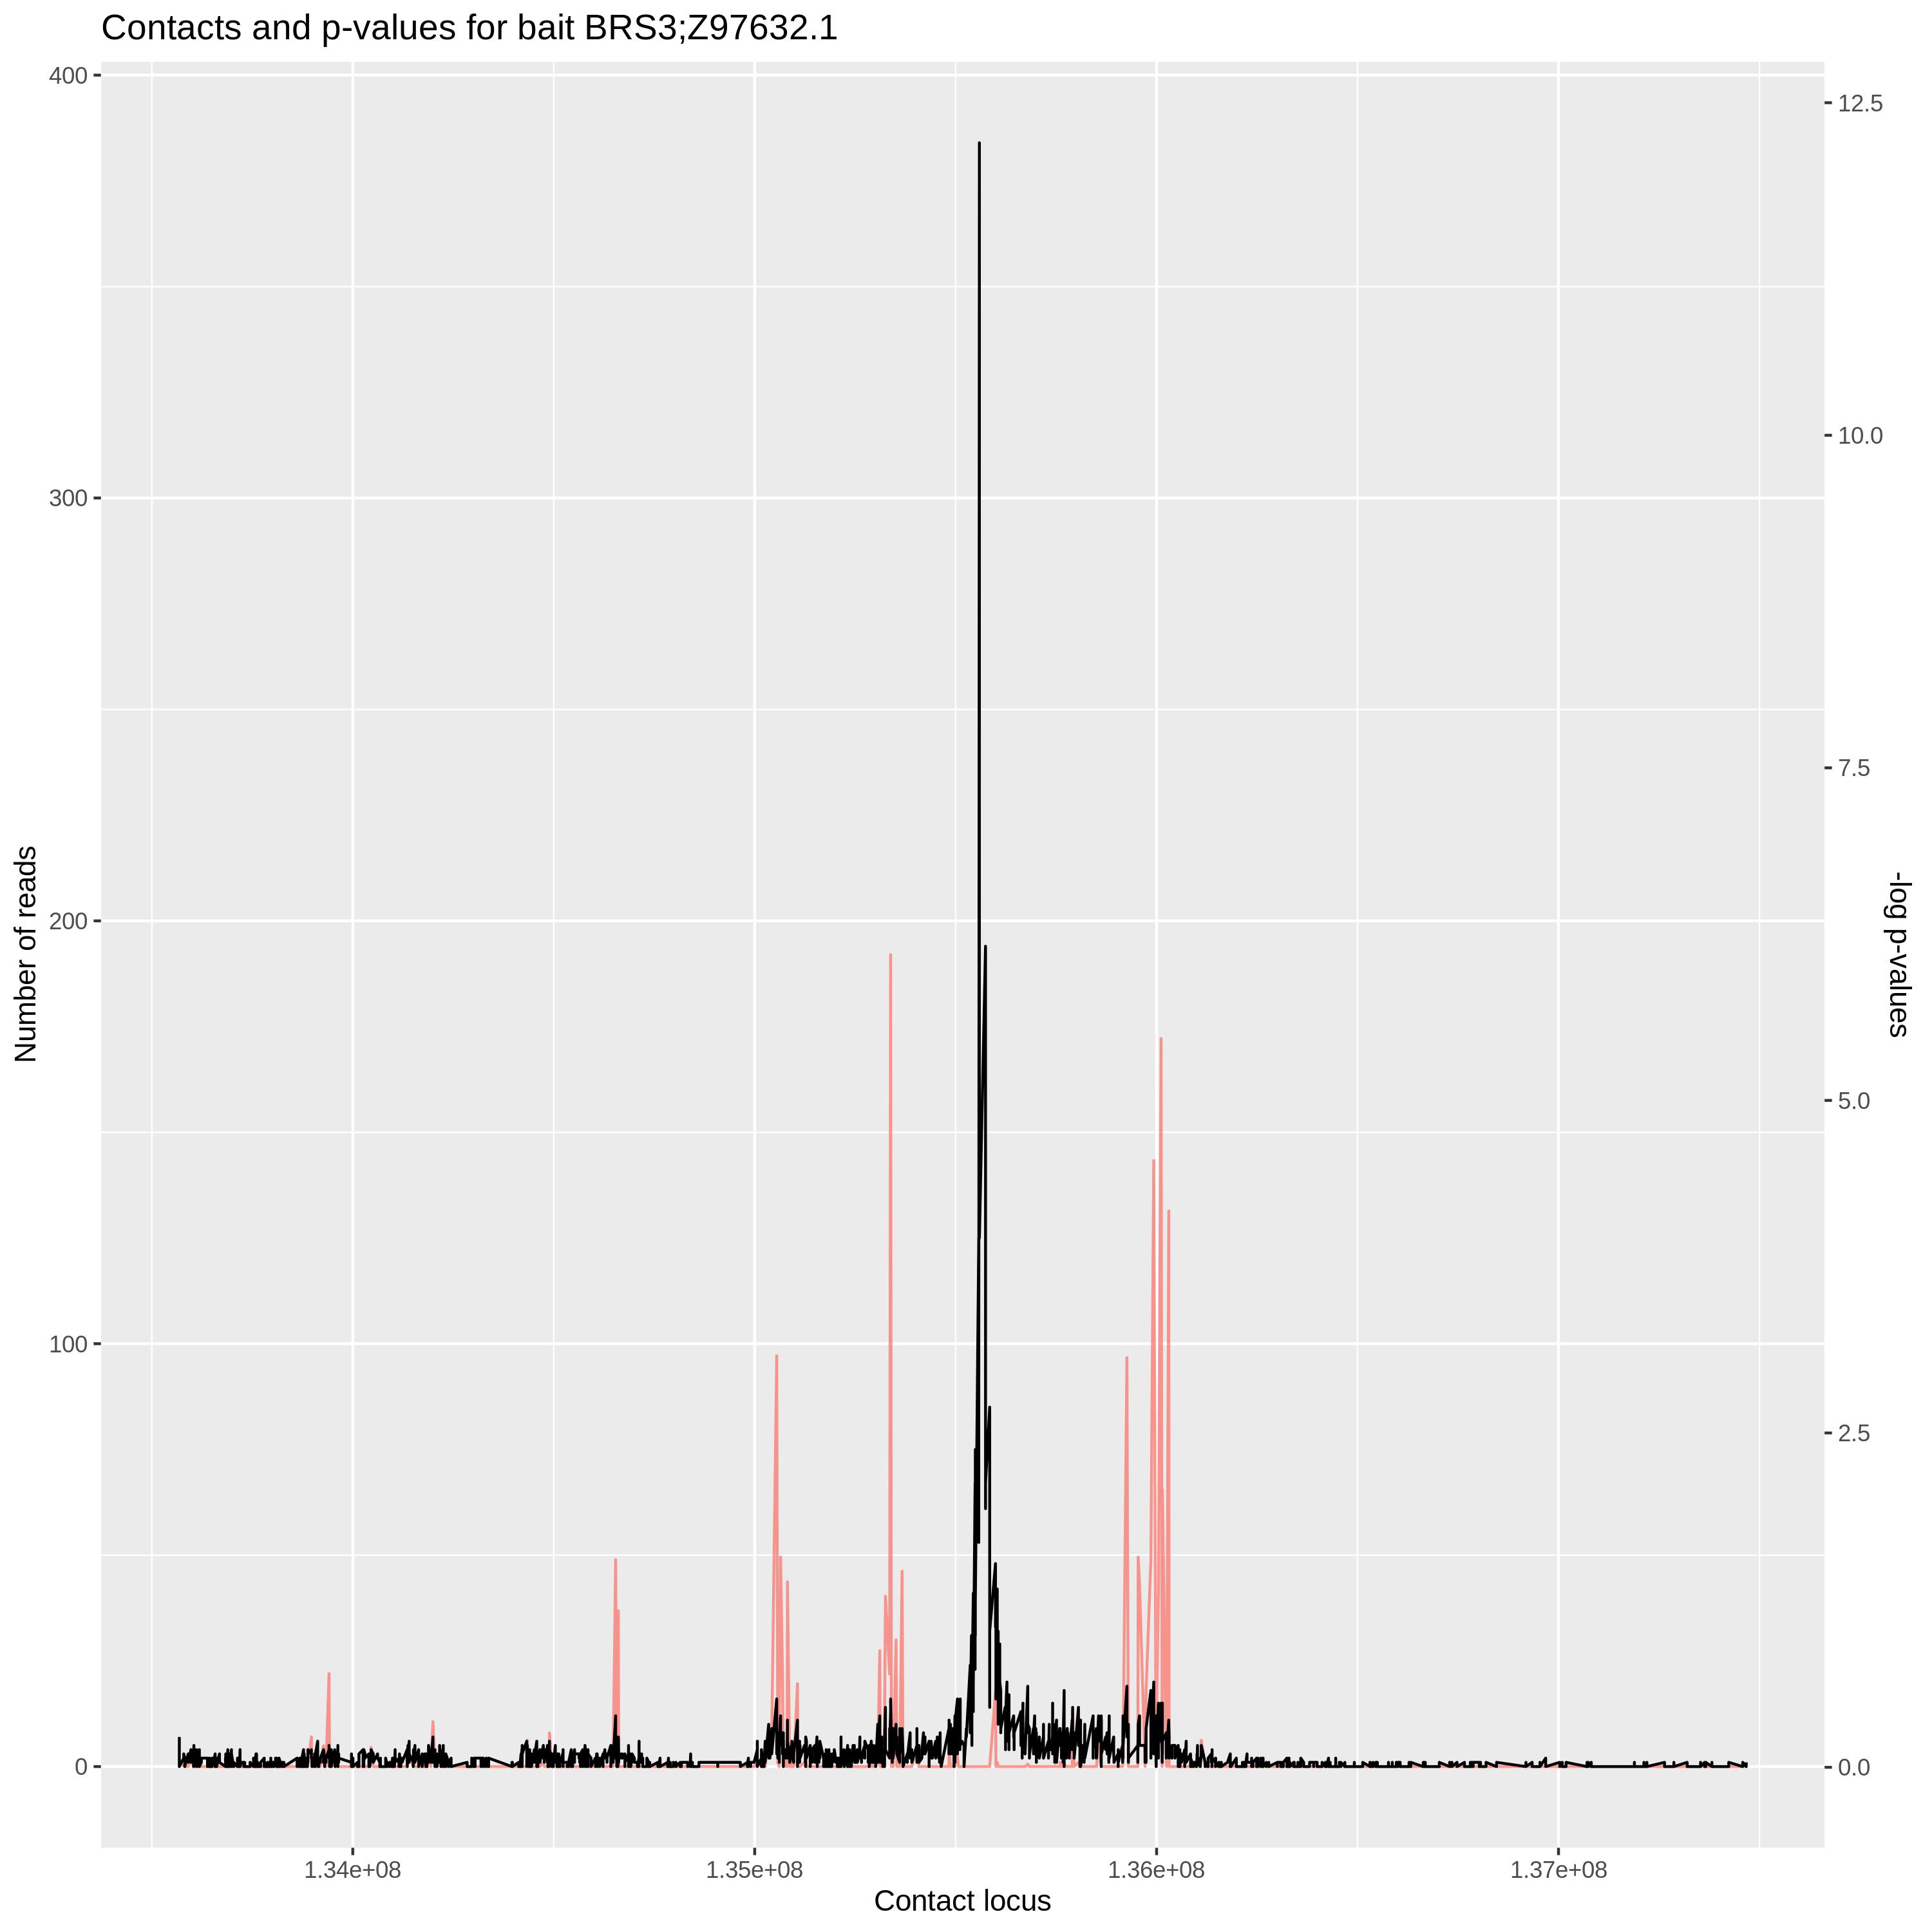 Contacts and p-values for bait BRS3;Z97632.1
400
300
200
100
0
Number of reads
12.5
10.0
7.5
5.0
2.5
0.0
-log p-values
1.34e+08
1.35e+08
1.36e+08
1.37e+08
Contact locus